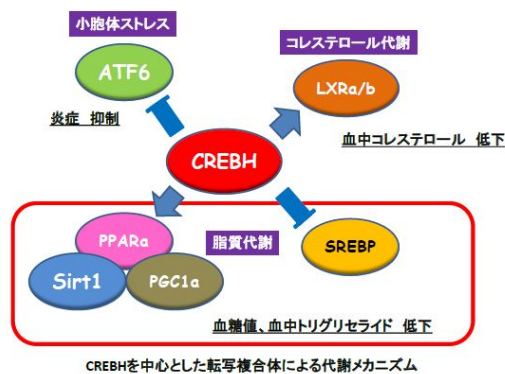 小胞体ストレス
ATF6
炎症 抑制
コレステロール代謝
LXRa/b
血中コレステロール 低下
CREBH
PPARa
Sirt1
PGC1a
脂質代謝
SREBP
血糖値、血中トリグリセライド 低下
CREBHを中心とした転写複合体による代謝メカニズム